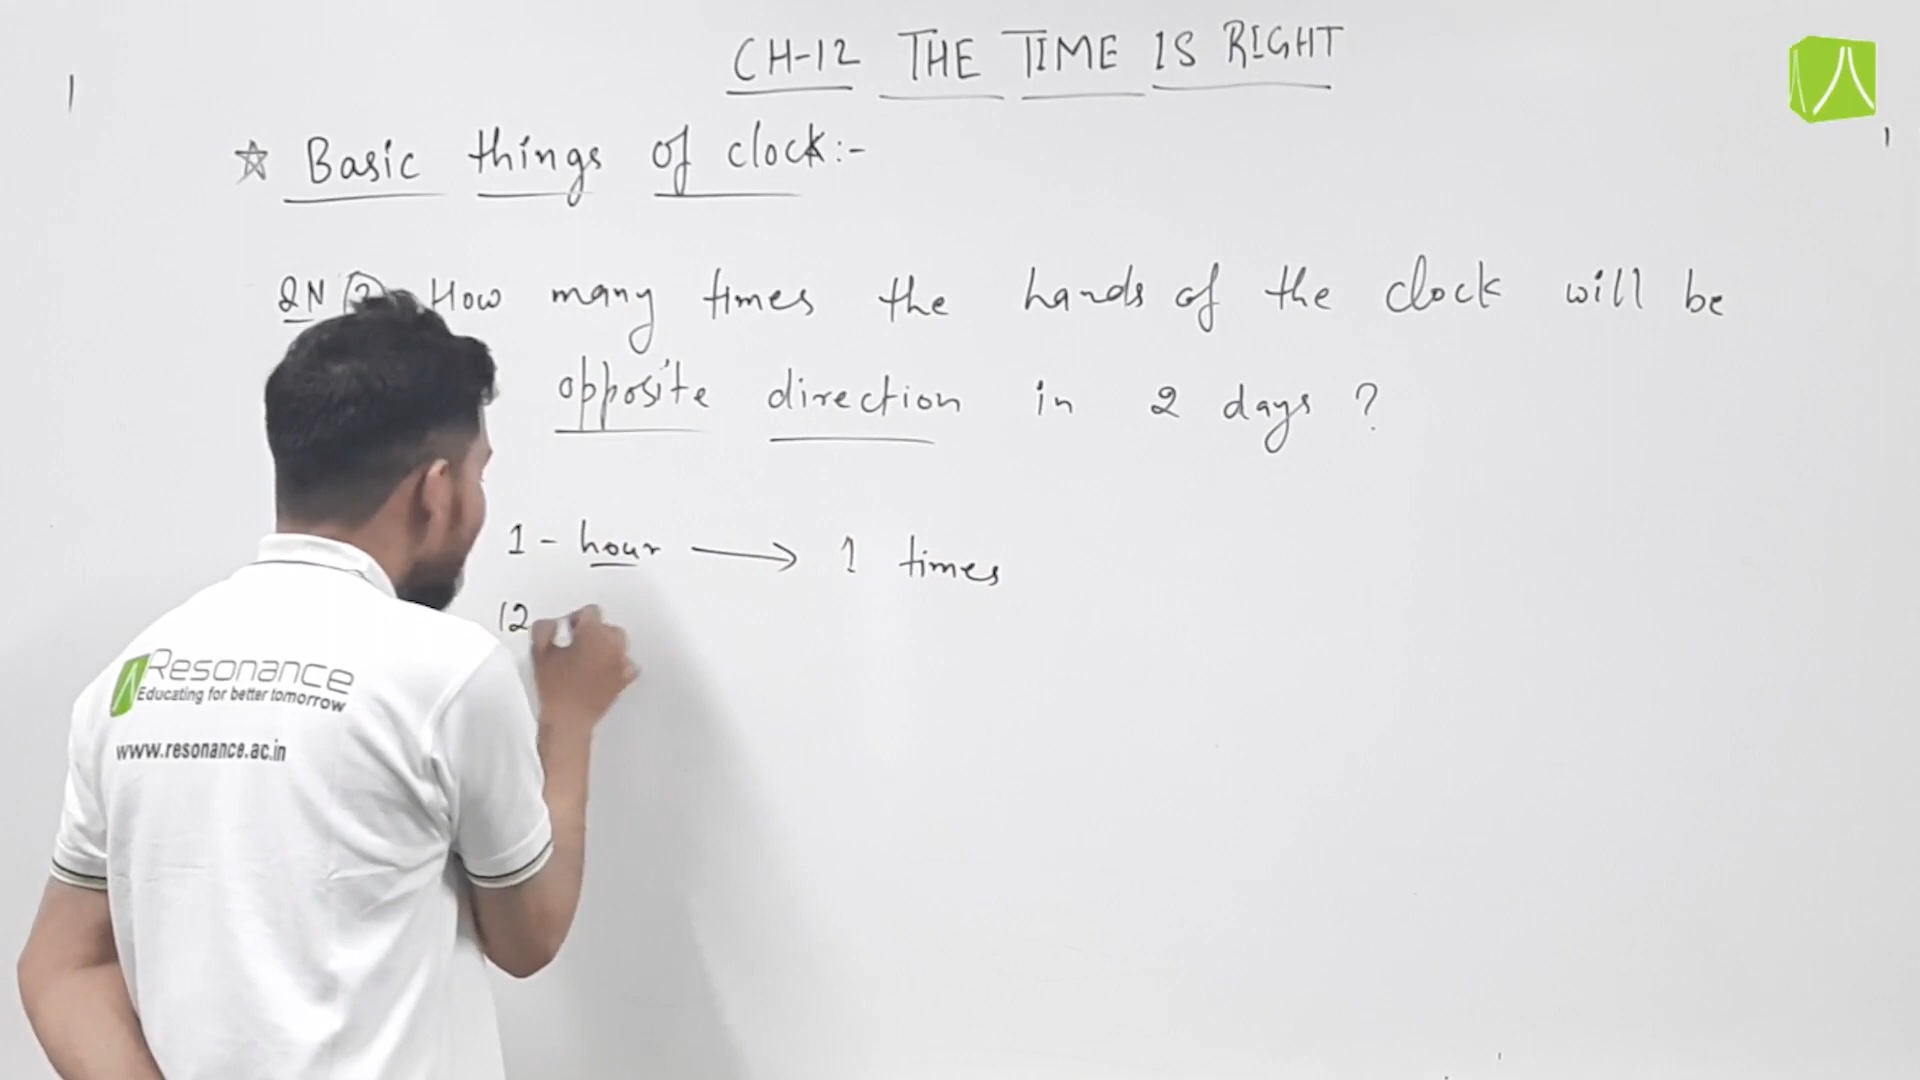 CH-12 THE TIME IS RIGHT
☆ Basic things of clock:-
QN 2 How many times the hands of the clock will be
opposite direction in 2 days ?
1 - hour → 1 times
12
Resonance
Educating for better tomorrow
www.resonance.ac.in